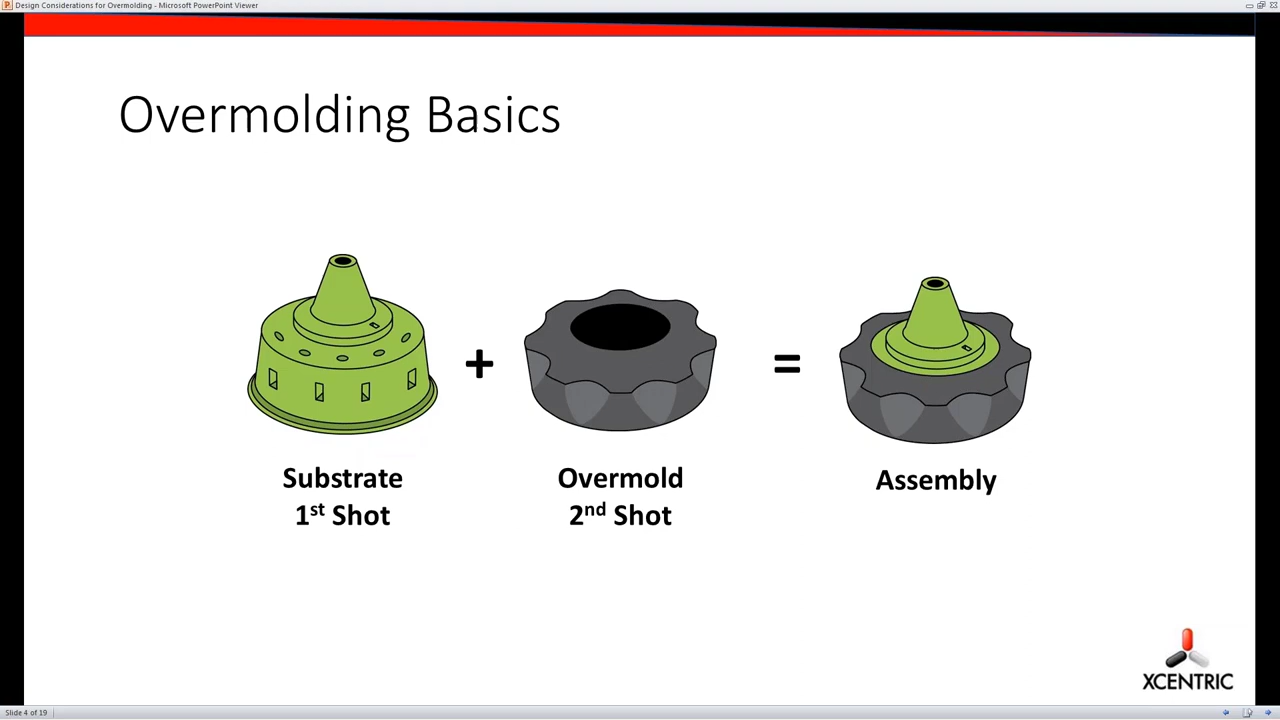 Design Considerations for Overmolding - Microsoft PowerPoint Viewer
Overmolding Basics
+
=
Substrate
1st Shot
Overmold
2nd Shot
Assembly
XCENTRIC
Slide 4 of 19